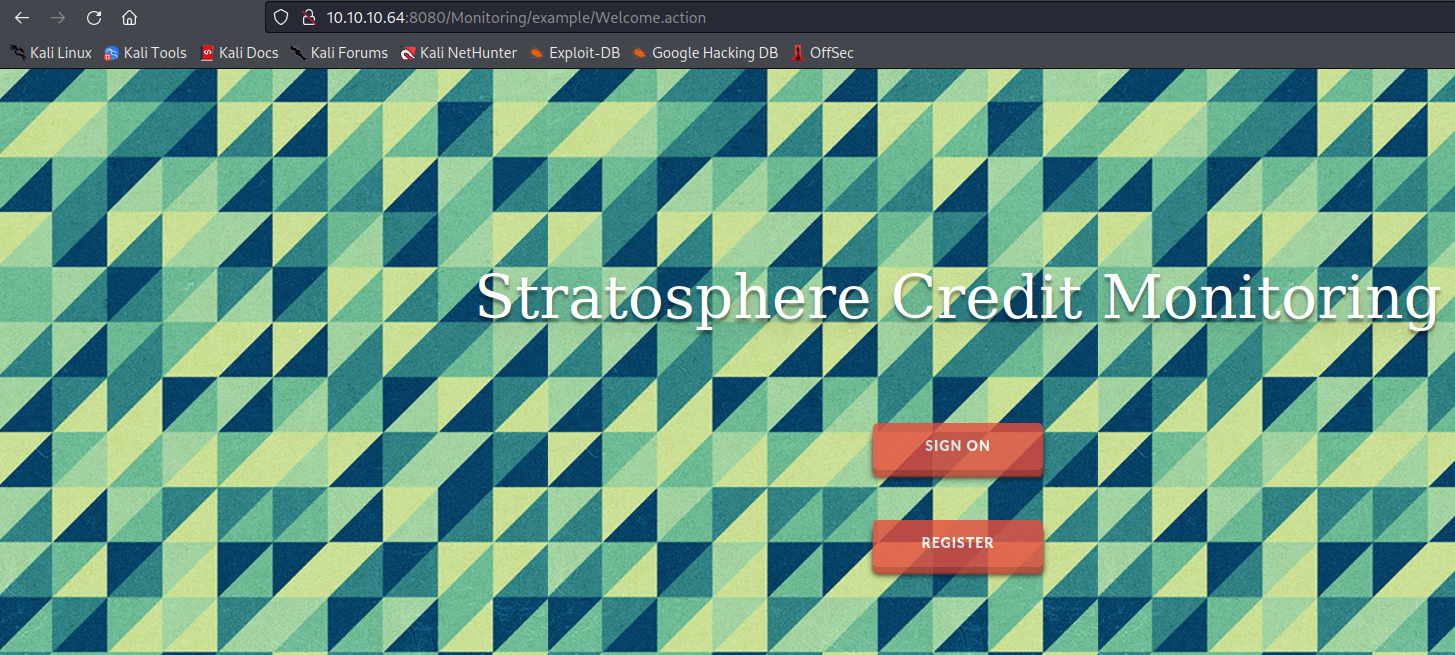 10.10.10.64:8080/Monitoring/example/Welcome.action
Kali Linux Kali Tools Kali Docs Kali Forums Kali NetHunter Exploit-DB Google Hacking DB OffSec
Stratosphere Credit Monitoring
SIGN ON
REGISTER